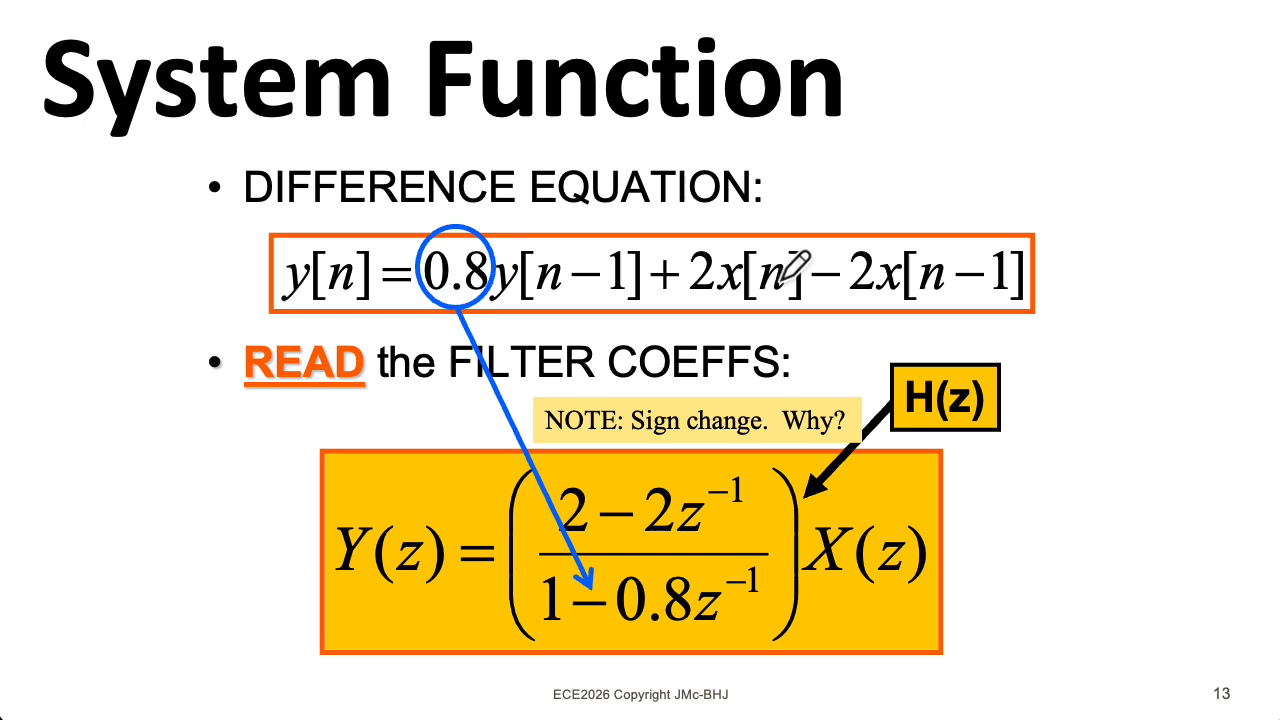 System Function
• DIFFERENCE EQUATION:
y[n] = 0.8y[n−1] + 2x[n] − 2x[n−1]
• READ the FILTER COEFFS:
H(z)
NOTE: Sign change.  Why?
Y(z) = ( (2 − 2z⁻¹) / (1 − 0.8z⁻¹) ) X(z)
ECE2026 Copyright JMc-BHJ
13